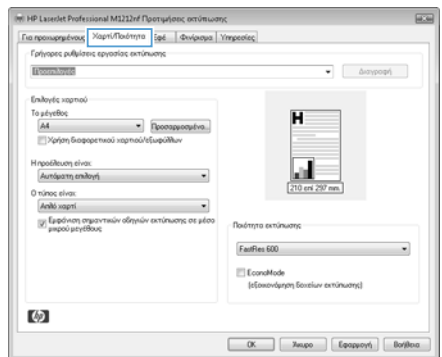 HP LaserJet Professional M1212nf Προτιμήσεις εκτύπωσης
Για προχωρημένους Χαρτί/Ποιότητα Εφέ Φινίρισμα Υπηρεσίες
Γρήγορες ρυθμίσεις εργασίας εκτύπωσης
Προεπιλογές Διαγραφή
Επιλογές χαρτιού
Το μέγεθος
A4 Προσαρμοσμένο...
Χρήση διαφορετικού χαρτιού/εξωφύλλων
Η προέλευση είναι:
Αυτόματη επιλογή
Ο τύπος είναι:
Απλό χαρτί
Εμφάνιση σημαντικών οδηγιών εκτύπωσης σε μέσο
μικρού μεγέθους
H
210 επί 297 mm.
Ποιότητα εκτύπωσης
FastRes 600
EconoMode
(εξοικονόμηση δοχείων εκτύπωσης)
hp
OK Άκυρο Εφαρμογή Βοήθεια